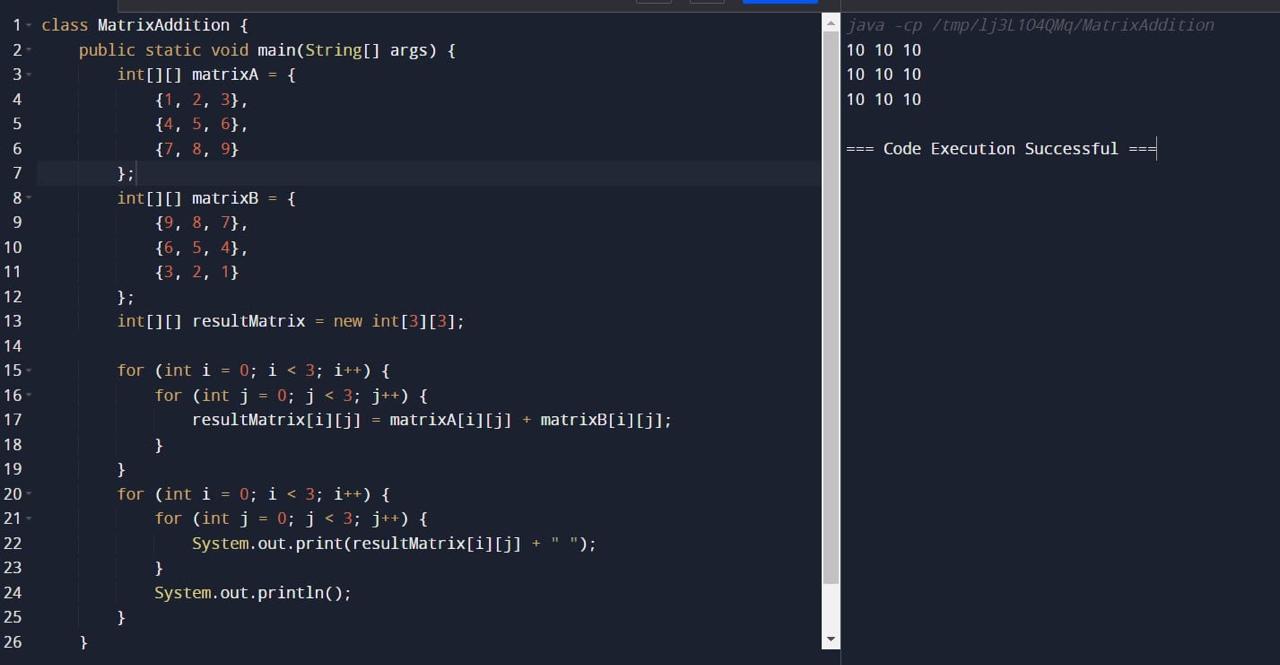 1 class MatrixAddition {
2     public static void main(String[] args) {
3         int[][] matrixA = {
4             {1, 2, 3},
5             {4, 5, 6},
6             {7, 8, 9}
7         };
8         int[][] matrixB = {
9             {9, 8, 7},
10             {6, 5, 4},
11             {3, 2, 1}
12         };
13         int[][] resultMatrix = new int[3][3];
14
15         for (int i = 0; i < 3; i++) {
16             for (int j = 0; j < 3; j++) {
17                 resultMatrix[i][j] = matrixA[i][j] + matrixB[i][j];
18             }
19         }
20         for (int i = 0; i < 3; i++) {
21             for (int j = 0; j < 3; j++) {
22                 System.out.print(resultMatrix[i][j] + " ");
23             }
24             System.out.println();
25         }
26     }
java -cp /tmp/lj3L1O4QMq/MatrixAddition
10 10 10
10 10 10
10 10 10
=== Code Execution Successful ===